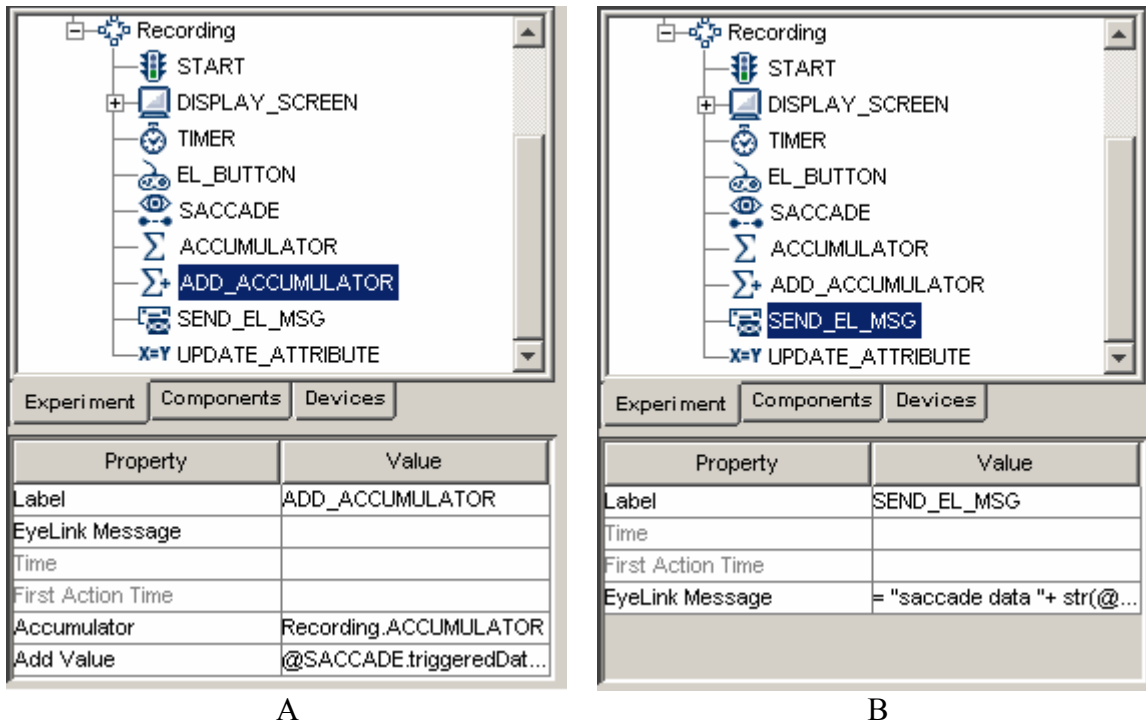 Recording
START
DISPLAY_SCREEN
TIMER
EL_BUTTON
SACCADE
ACCUMULATOR
ADD_ACCUMULATOR
SEND_EL_MSG
X=Y UPDATE_ATTRIBUTE
Experiment Components Devices
Property Value
Label ADD_ACCUMULATOR
EyeLink Message
Time
First Action Time
Accumulator Recording.ACCUMULATOR
Add Value @SACCADE.triggeredDat...
A
Recording
START
DISPLAY_SCREEN
TIMER
EL_BUTTON
SACCADE
ACCUMULATOR
ADD_ACCUMULATOR
SEND_EL_MSG
X=Y UPDATE_ATTRIBUTE
Experiment Components Devices
Property Value
Label SEND_EL_MSG
Time
First Action Time
EyeLink Message = "saccade data "+ str(@...
B